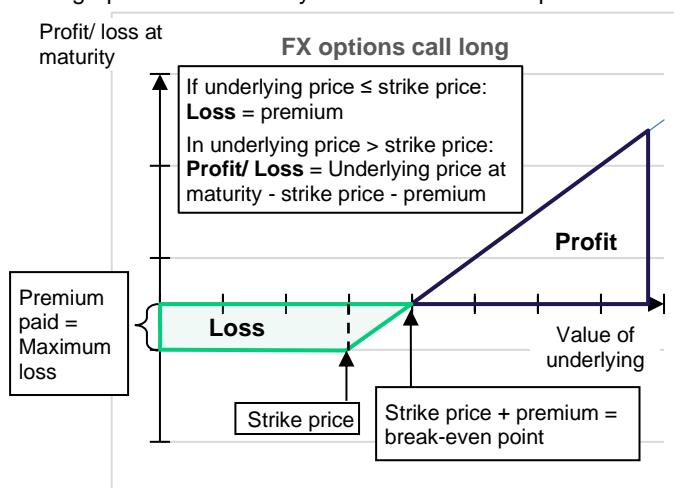 Profit/ loss at
maturity
FX options call long
If underlying price ≤ strike price:
Loss = premium
In underlying price > strike price:
Profit/ Loss = Underlying price at
maturity - strike price - premium
Profit
Premium
paid =
Maximum
loss
Loss
Value of
underlying
Strike price
Strike price + premium =
break-even point